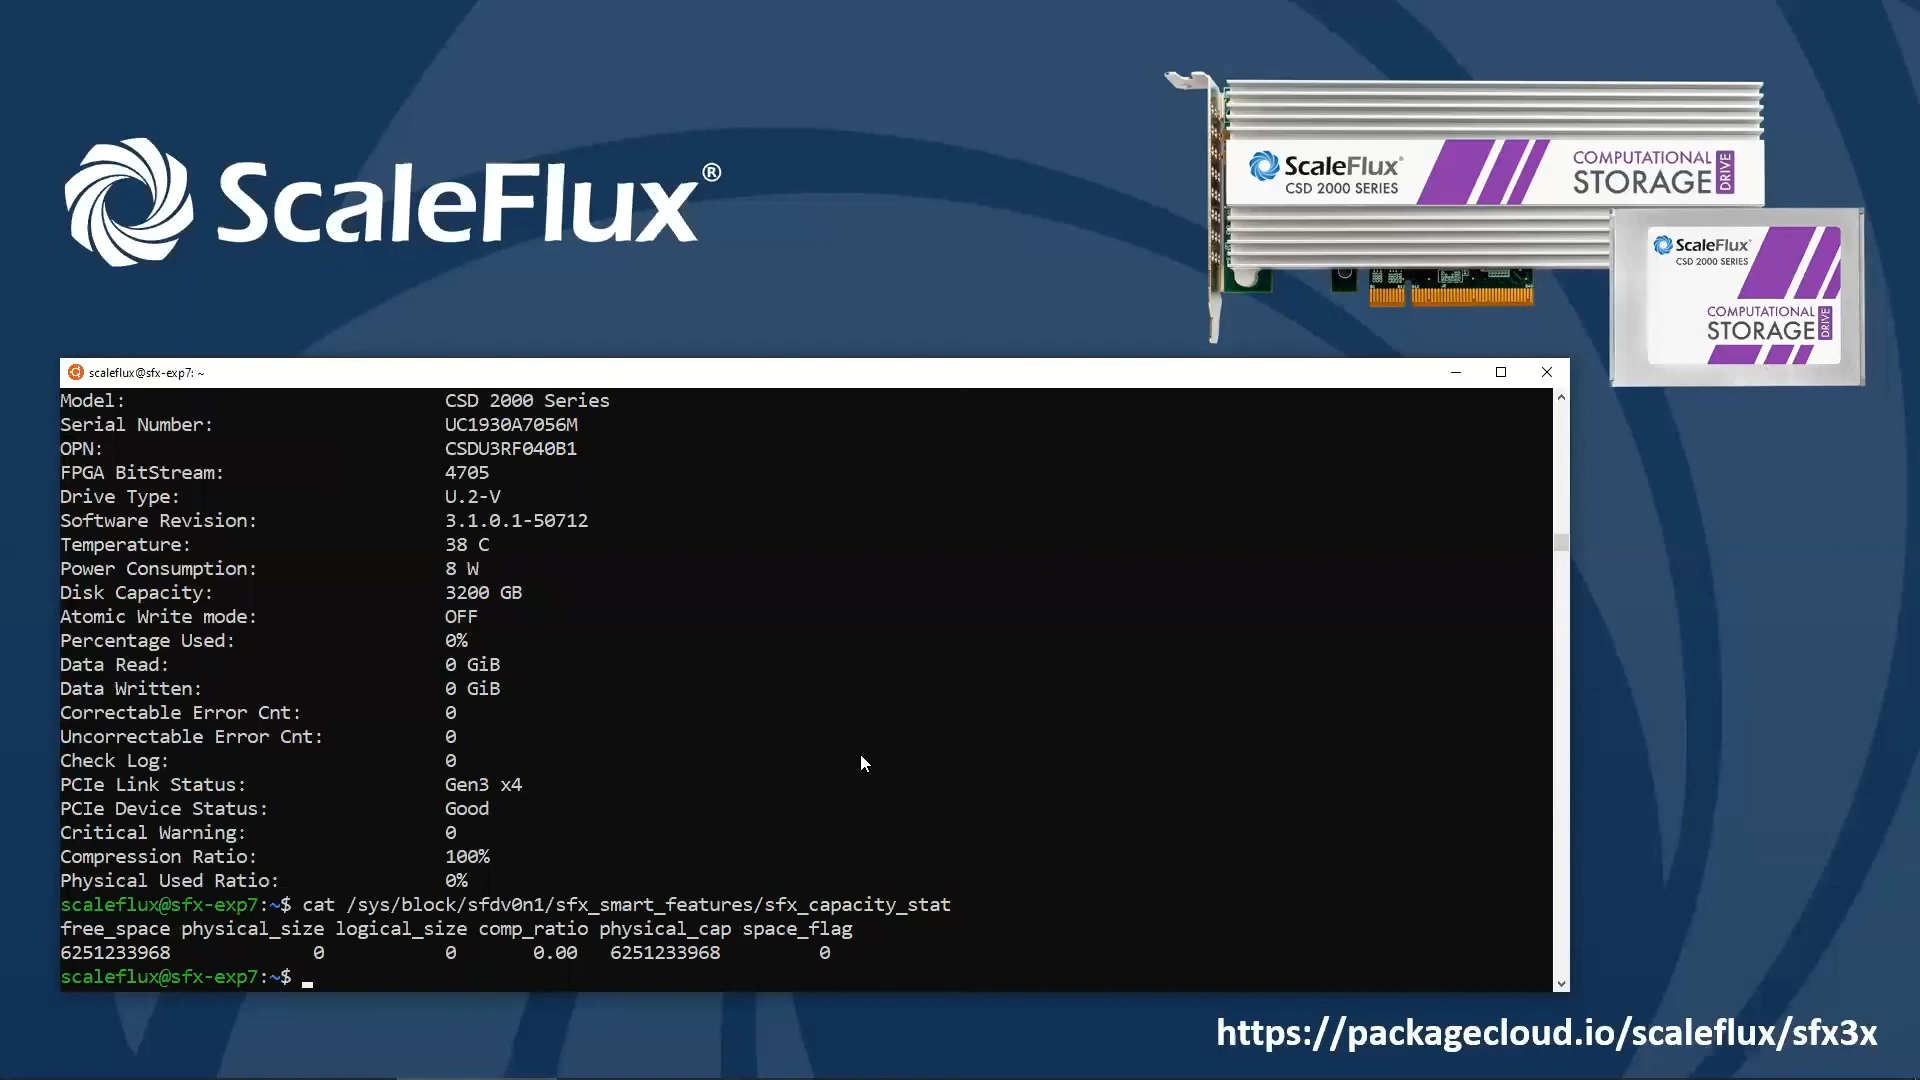 ScaleFlux®
ScaleFlux®
CSD 2000 SERIES
COMPUTATIONAL
STORAGE
DRIVE
ScaleFlux®
CSD 2000 SERIES
COMPUTATIONAL
STORAGE
DRIVE
scaleflux@sfx-exp7: ~
Model: CSD 2000 Series
Serial Number: UC1930A7056M
OPN: CSDU3RF040B1
FPGA BitStream: 4705
Drive Type: U.2-V
Software Revision: 3.1.0.1-50712
Temperature: 38 C
Power Consumption: 8 W
Disk Capacity: 3200 GB
Atomic Write mode: OFF
Percentage Used: 0%
Data Read: 0 GiB
Data Written: 0 GiB
Correctable Error Cnt: 0
Uncorrectable Error Cnt: 0
Check Log: 0
PCIe Link Status: Gen3 x4
PCIe Device Status: Good
Critical Warning: 0
Compression Ratio: 100%
Physical Used Ratio: 0%
scaleflux@sfx-exp7:~$ cat /sys/block/sfdv0n1/sfx_smart_features/sfx_capacity_stat
free_space physical_size logical_size comp_ratio physical_cap space_flag
6251233968 0 0 0.00 6251233968 0
scaleflux@sfx-exp7:~$
https://packagecloud.io/scaleflux/sfx3x